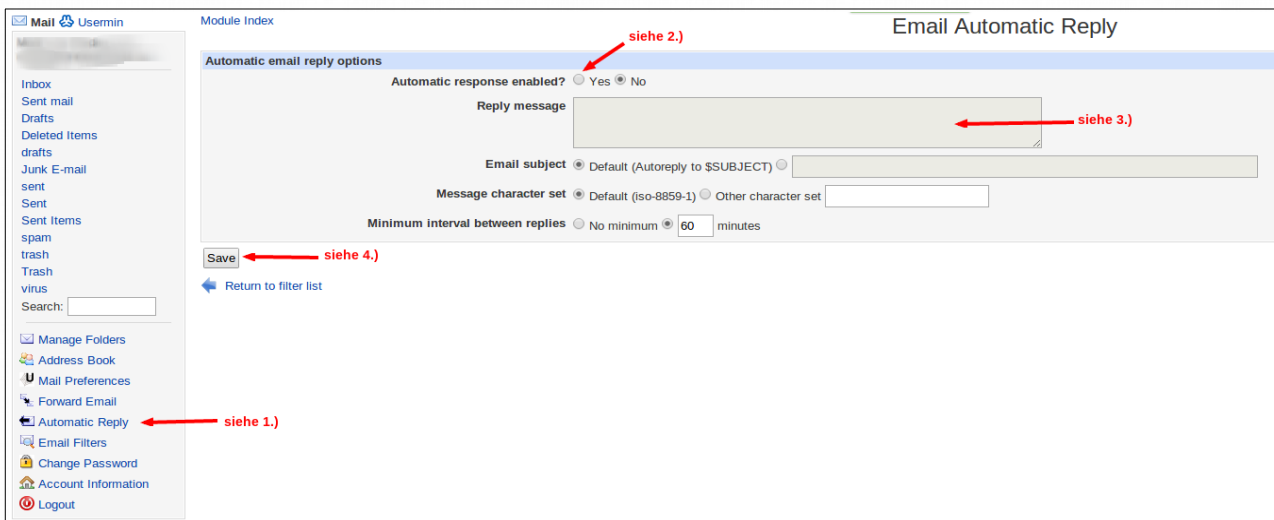 Mail Usermin
Inbox
Sent mail
Drafts
Deleted Items
drafts
Junk E-mail
sent
Sent
Sent Items
spam
trash
Trash
virus
Search:
Manage Folders
Address Book
Mail Preferences
Forward Email
Automatic Reply
siehe 1.)
Email Filters
Change Password
Account Information
Logout
Module Index
Email Automatic Reply
siehe 2.)
Automatic email reply options
Automatic response enabled? Yes No
Reply message
siehe 3.)
Email subject Default (Autoreply to $SUBJECT)
Message character set Default (iso-8859-1) Other character set
Minimum interval between replies No minimum 60 minutes
Save
siehe 4.)
Return to filter list